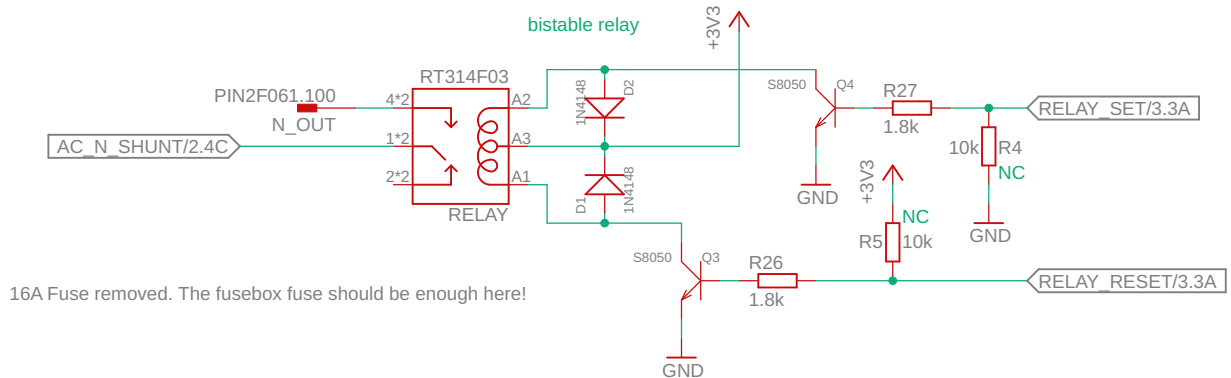 bistable relay
+3V3
RT314F03
PIN2F061.100
N_OUT
4*2
A2
1N4148
D2
S8050
Q4
R27
1.8k
RELAY_SET/3.3A
AC_N_SHUNT/2.4C
1*2
A3
10k
R4
NC
2*2
A1
D1
1N4148
GND
+3V3
RELAY
NC
R5
10k
GND
S8050
Q3
R26
1.8k
RELAY_RESET/3.3A
16A Fuse removed. The fusebox fuse should be enough here!
GND